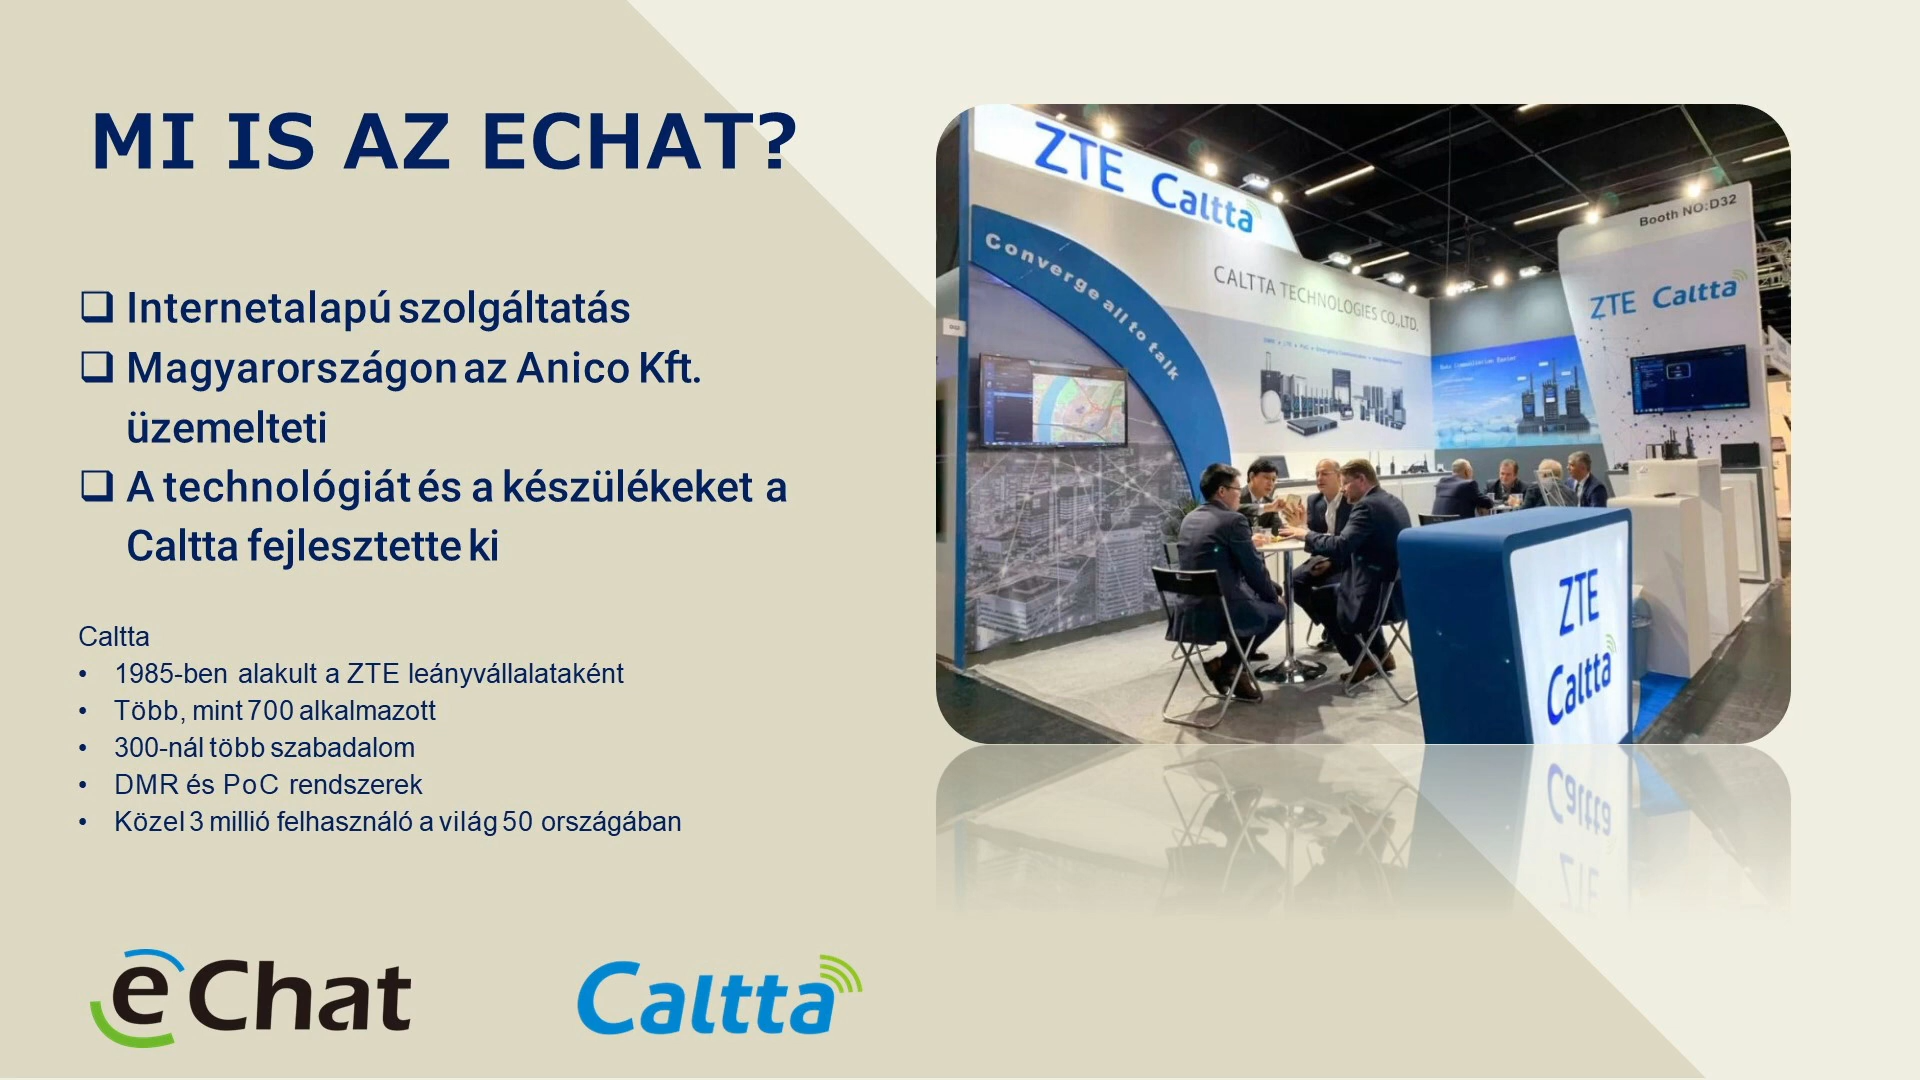 MI IS AZ ECHAT?
❑ Internetalapú szolgáltatás
❑ Magyarországon az Anico Kft.
üzemelteti
❑ A technológiát és a készülékeket a
Caltta fejlesztette ki
Caltta
• 1985-ben alakult a ZTE leányvállalataként
• Több, mint 700 alkalmazott
• 300-nál több szabadalom
• DMR és PoC rendszerek
• Közel 3 millió felhasználó a világ 50 országában
eChat
Caltta
ZTE Caltta
Converge all to talk
CALTTA TECHNOLOGIES CO.,LTD.
Booth NO:D32
ZTE Caltta
ZTE
Caltta